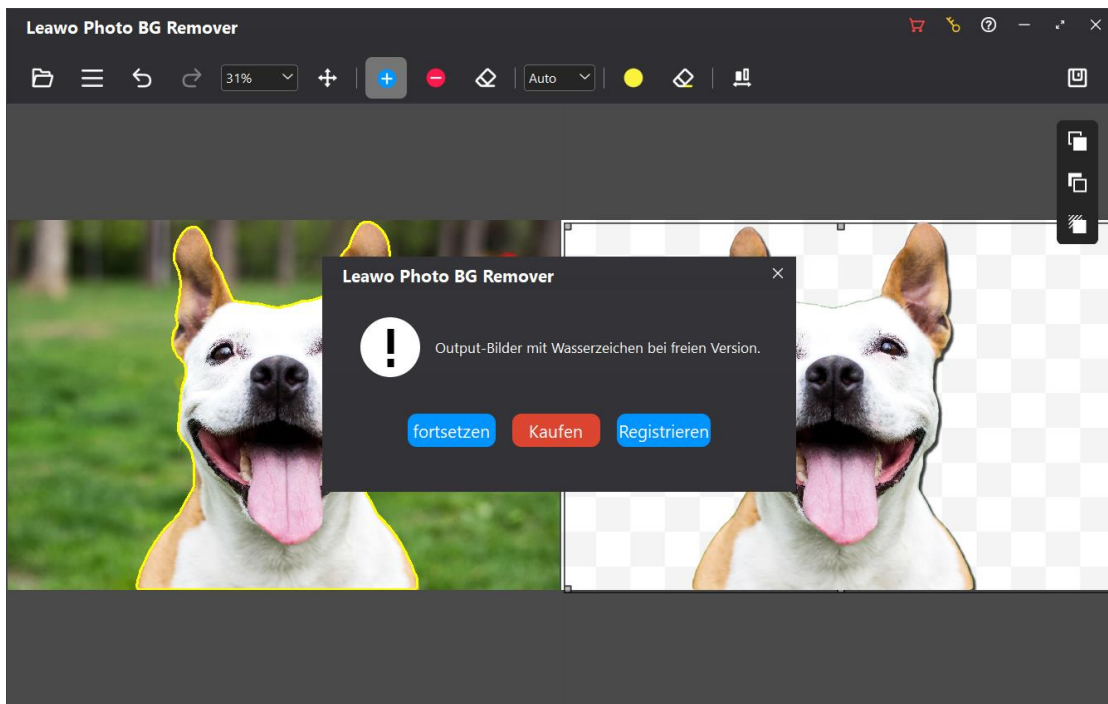 Leawo Photo BG Remover
31%
Auto
Leawo Photo BG Remover
Output-Bilder mit Wasserzeichen bei freien Version.
fortsetzen Kaufen Registrieren